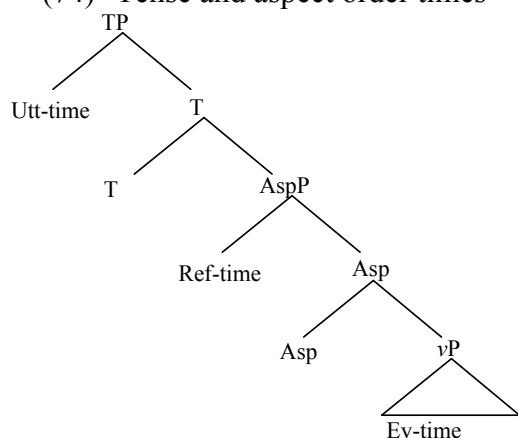 (74) Tense and aspect order times
TP
Utt-time
T
T
AspP
Ref-time
Asp
Asp
vP
Ev-time